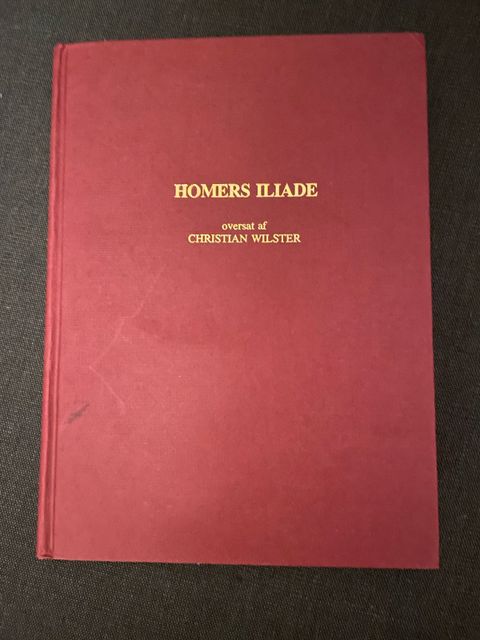 HOMERS ILIADE
oversat af
CHRISTIAN WILSTER